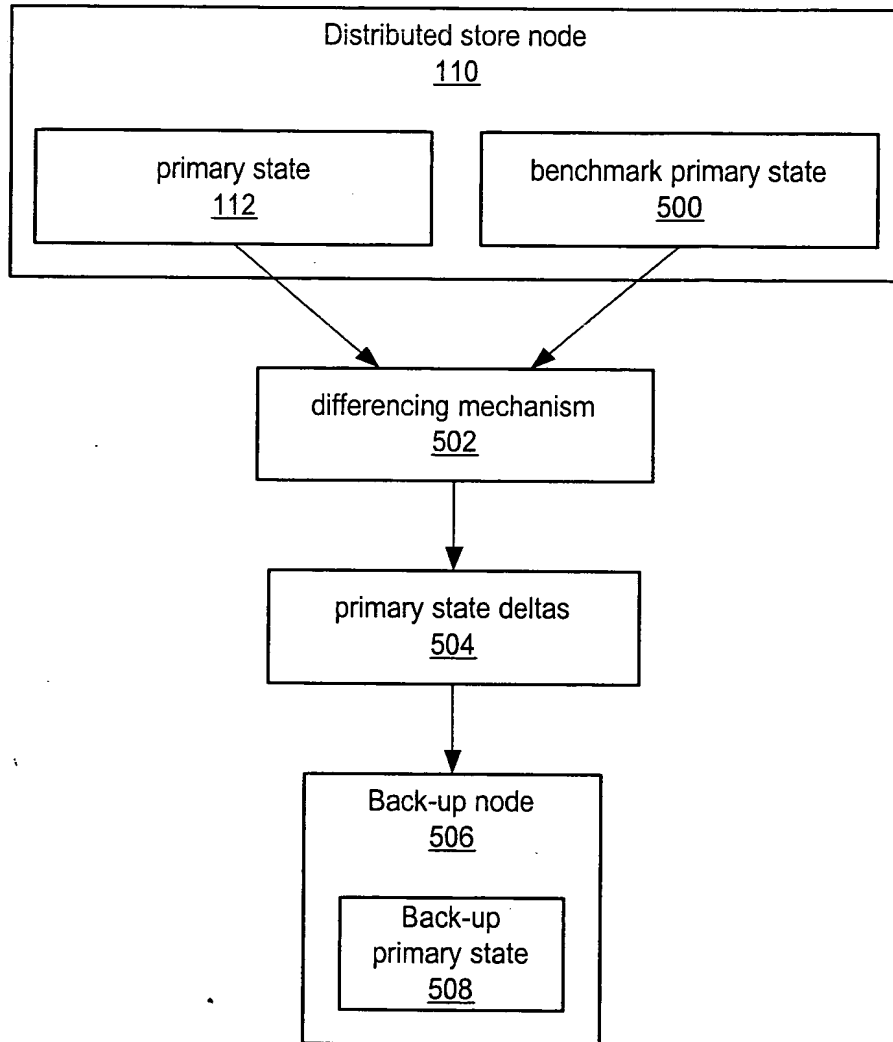 Distributed store node
110
primary state
112
benchmark primary state
500
differencing mechanism
502
primary state deltas
504
Back-up node
506
Back-up
primary state
508